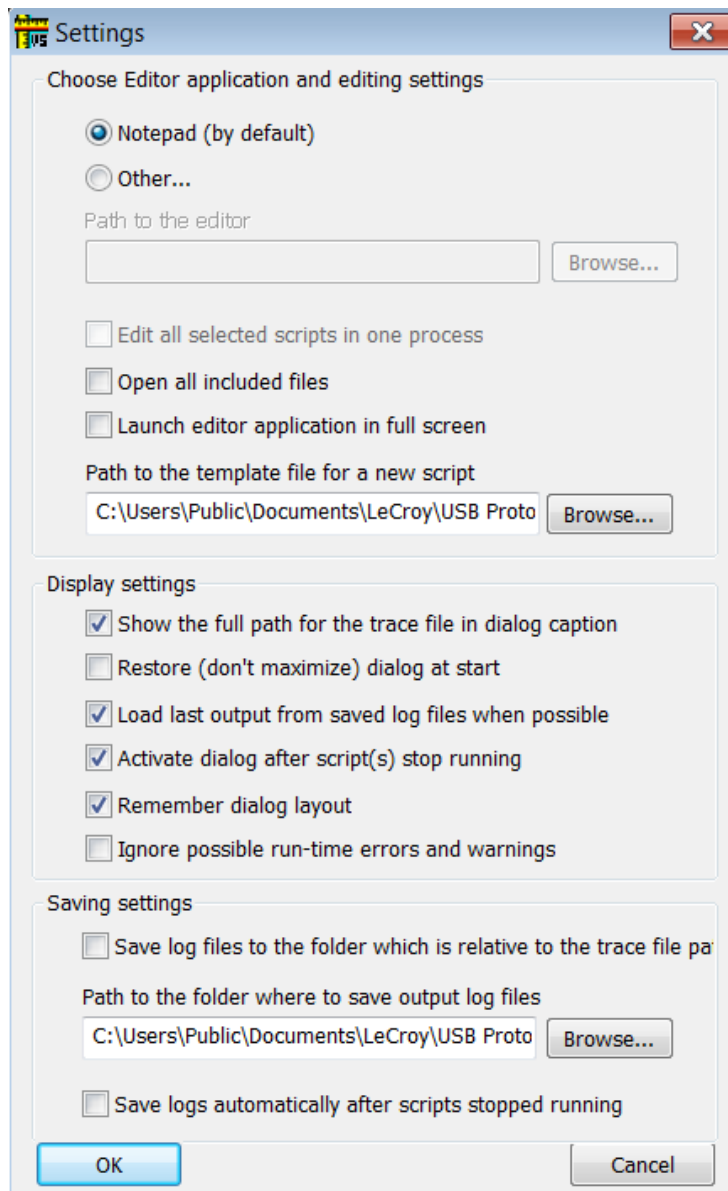 Settings
Choose Editor application and editing settings
Notepad (by default)
Other...
Path to the editor
Browse...
Edit all selected scripts in one process
Open all included files
Launch editor application in full screen
Path to the template file for a new script
C:\Users\Public\Documents\LeCroy\USB Proto
Browse...
Display settings
Show the full path for the trace file in dialog caption
Restore (don't maximize) dialog at start
Load last output from saved log files when possible
Activate dialog after script(s) stop running
Remember dialog layout
Ignore possible run-time errors and warnings
Saving settings
Save log files to the folder which is relative to the trace file pa
Path to the folder where to save output log files
C:\Users\Public\Documents\LeCroy\USB Proto
Browse...
Save logs automatically after scripts stopped running
OK
Cancel